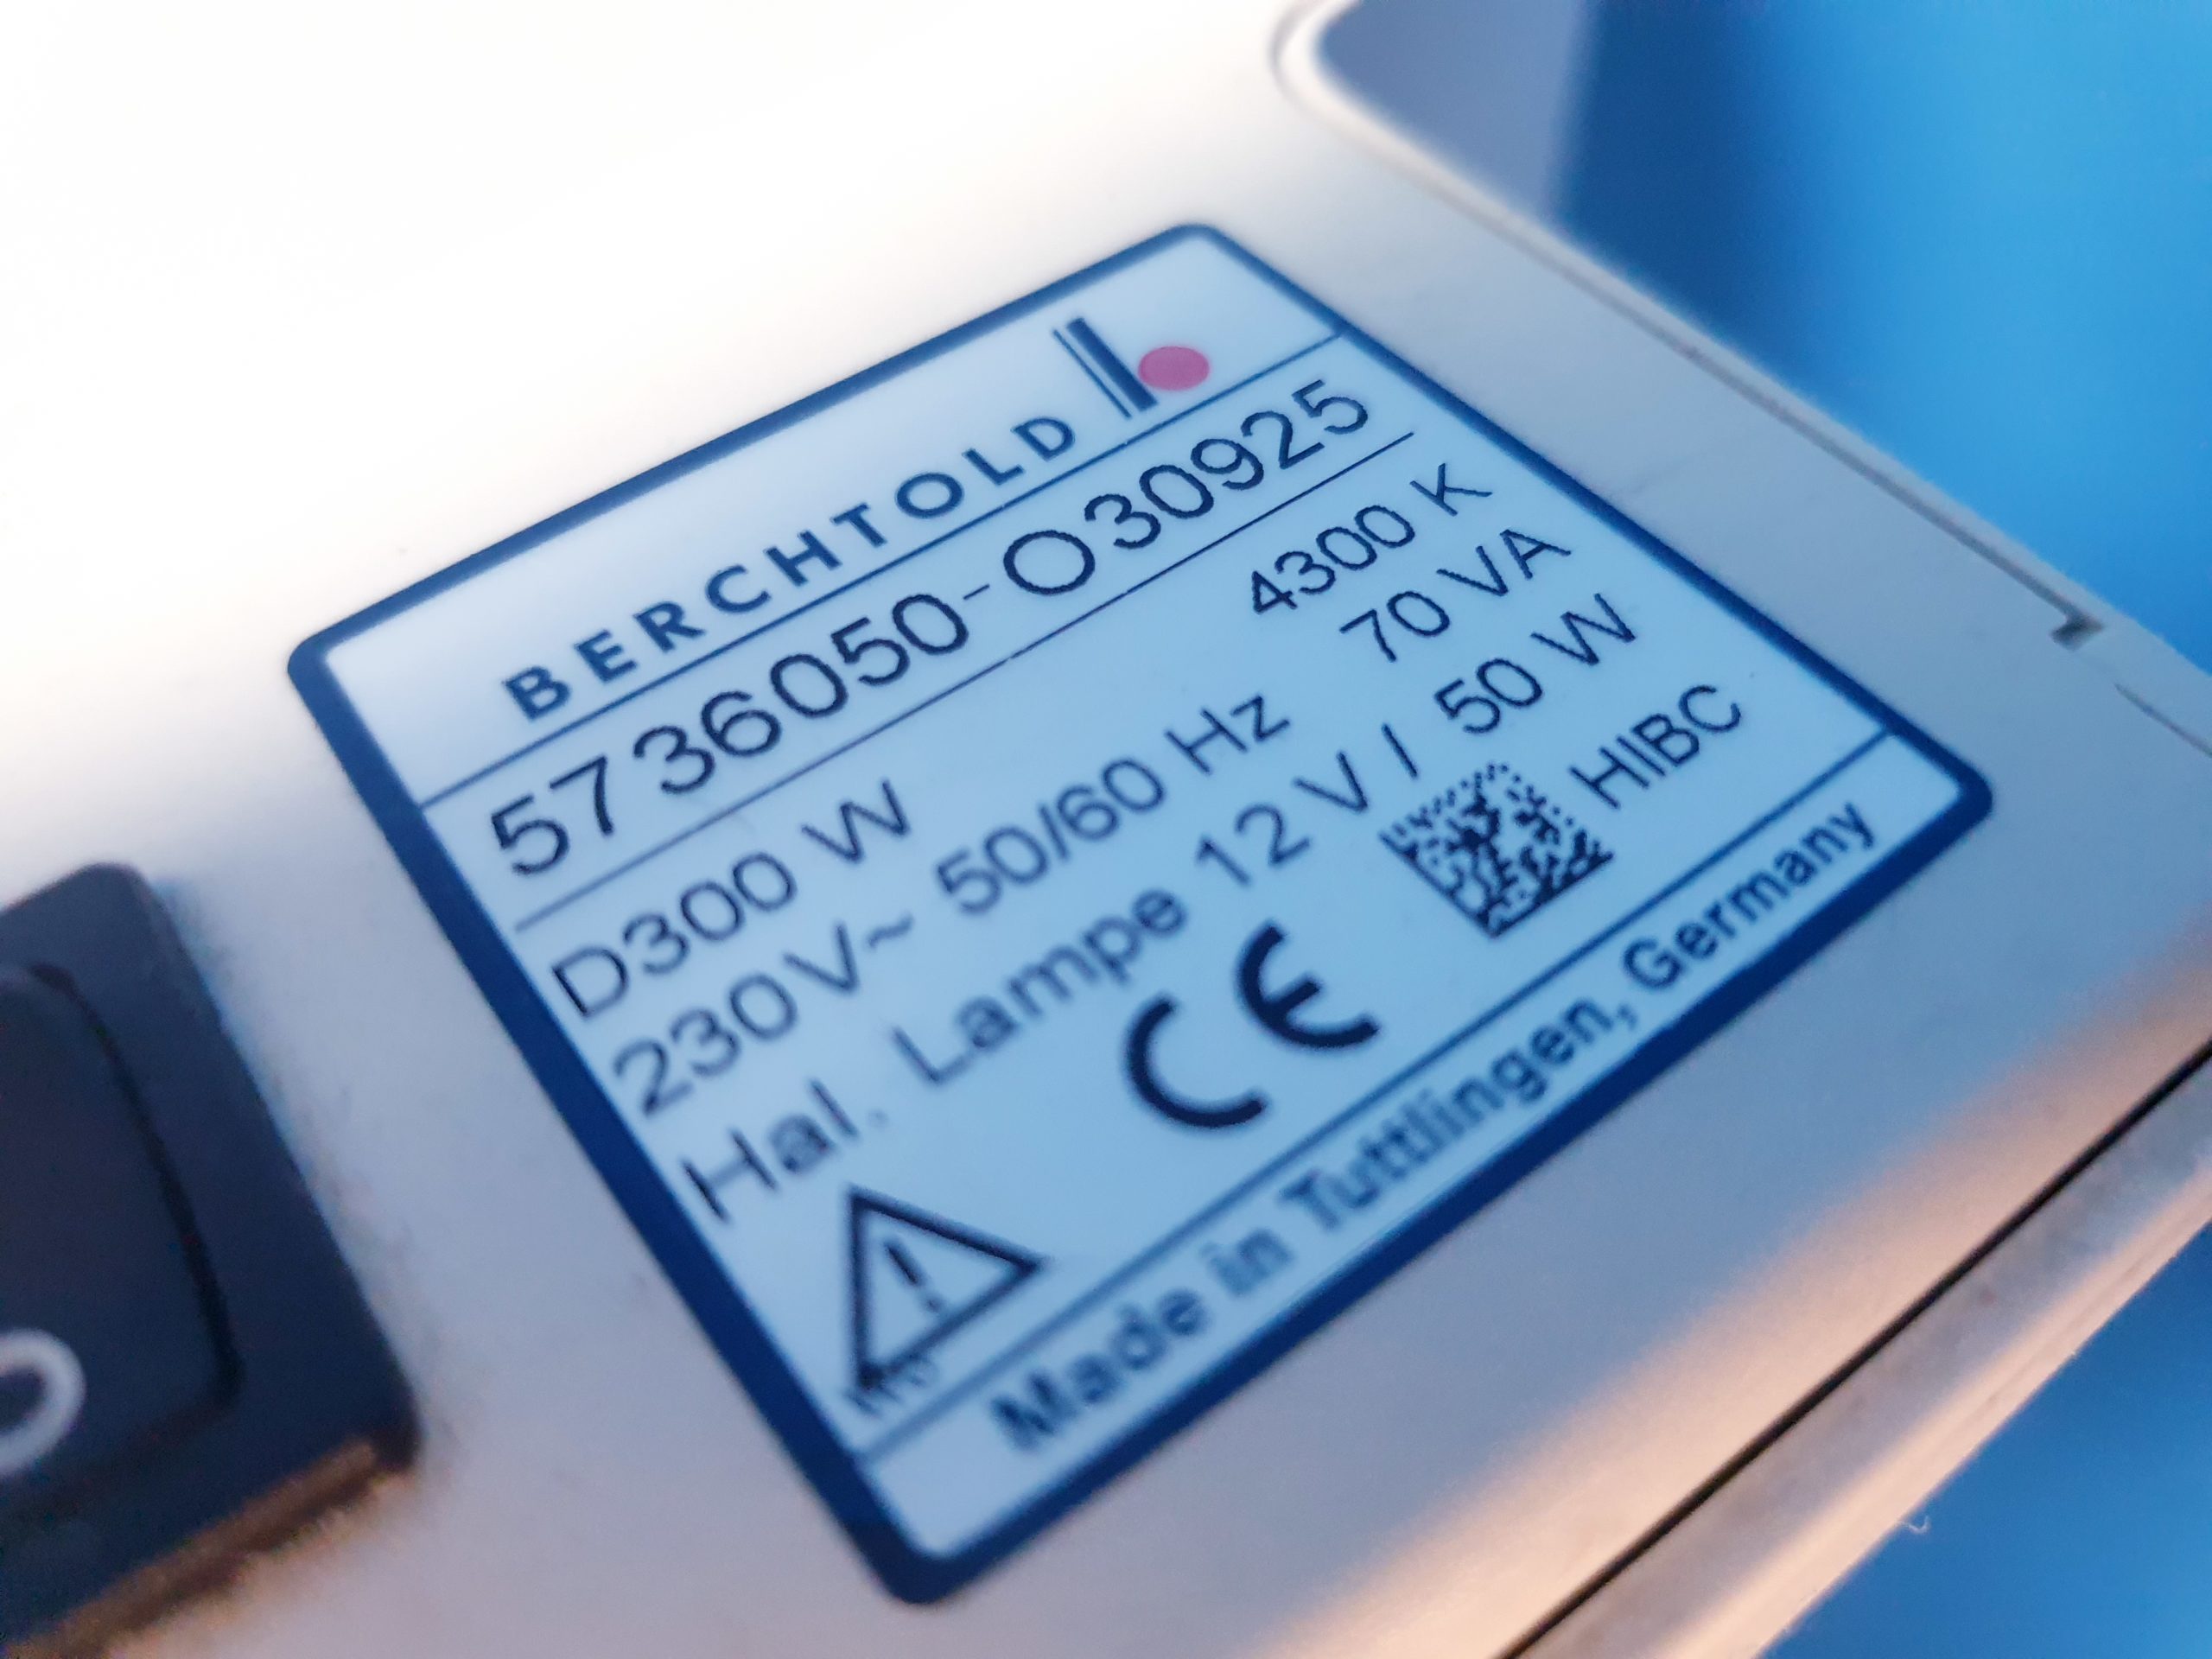 BERCHTOLD
5736050-O30925
D300 W 4300 K
230V~ 50/60 Hz 70 VA
Hal. Lampe 12 V / 50 W
HIBC
CE
Made in Tuttlingen, Germany